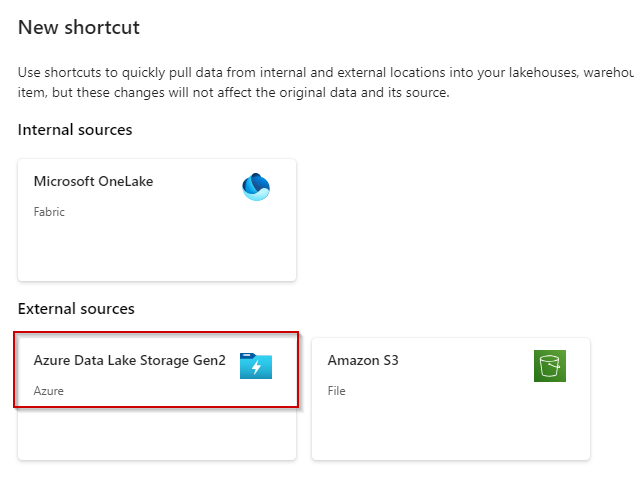 New shortcut
Use shortcuts to quickly pull data from internal and external locations into your lakehouses,
item, but these changes will not affect the original data and its source.
Internal sources
Microsoft OneLake
Fabric
External sources
Azure Data Lake Storage Gen2
Azure
Amazon S3
File